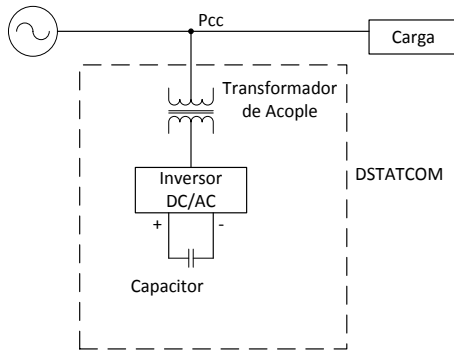 Pcc
Carga
Transformador
de Acople
DSTATCOM
Inversor
DC/AC
+ -
Capacitor